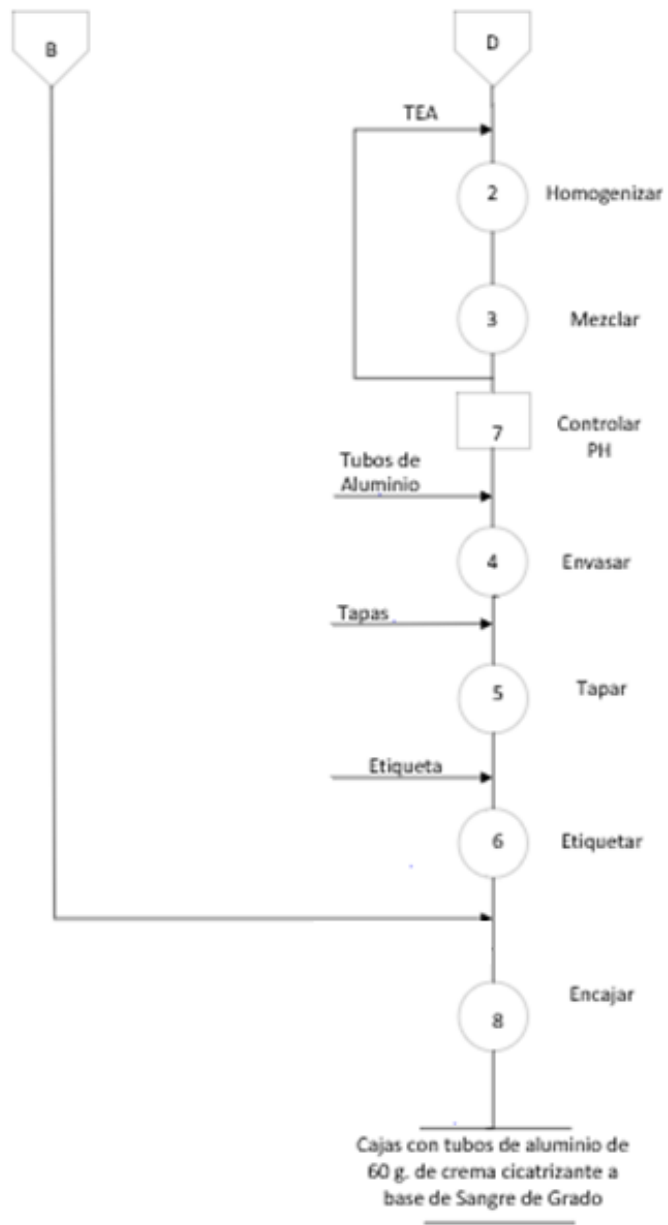 B
D
TEA
2
Homogenizar
3
Mezclar
7
Controlar
PH
Tubos de
Aluminio
4
Envasar
Tapas
5
Tapar
Etiqueta
6
Etiquetar
Encajar
8
Cajas con tubos de aluminio de
60 g. de crema cicatrizante a
base de Sangre de Grado